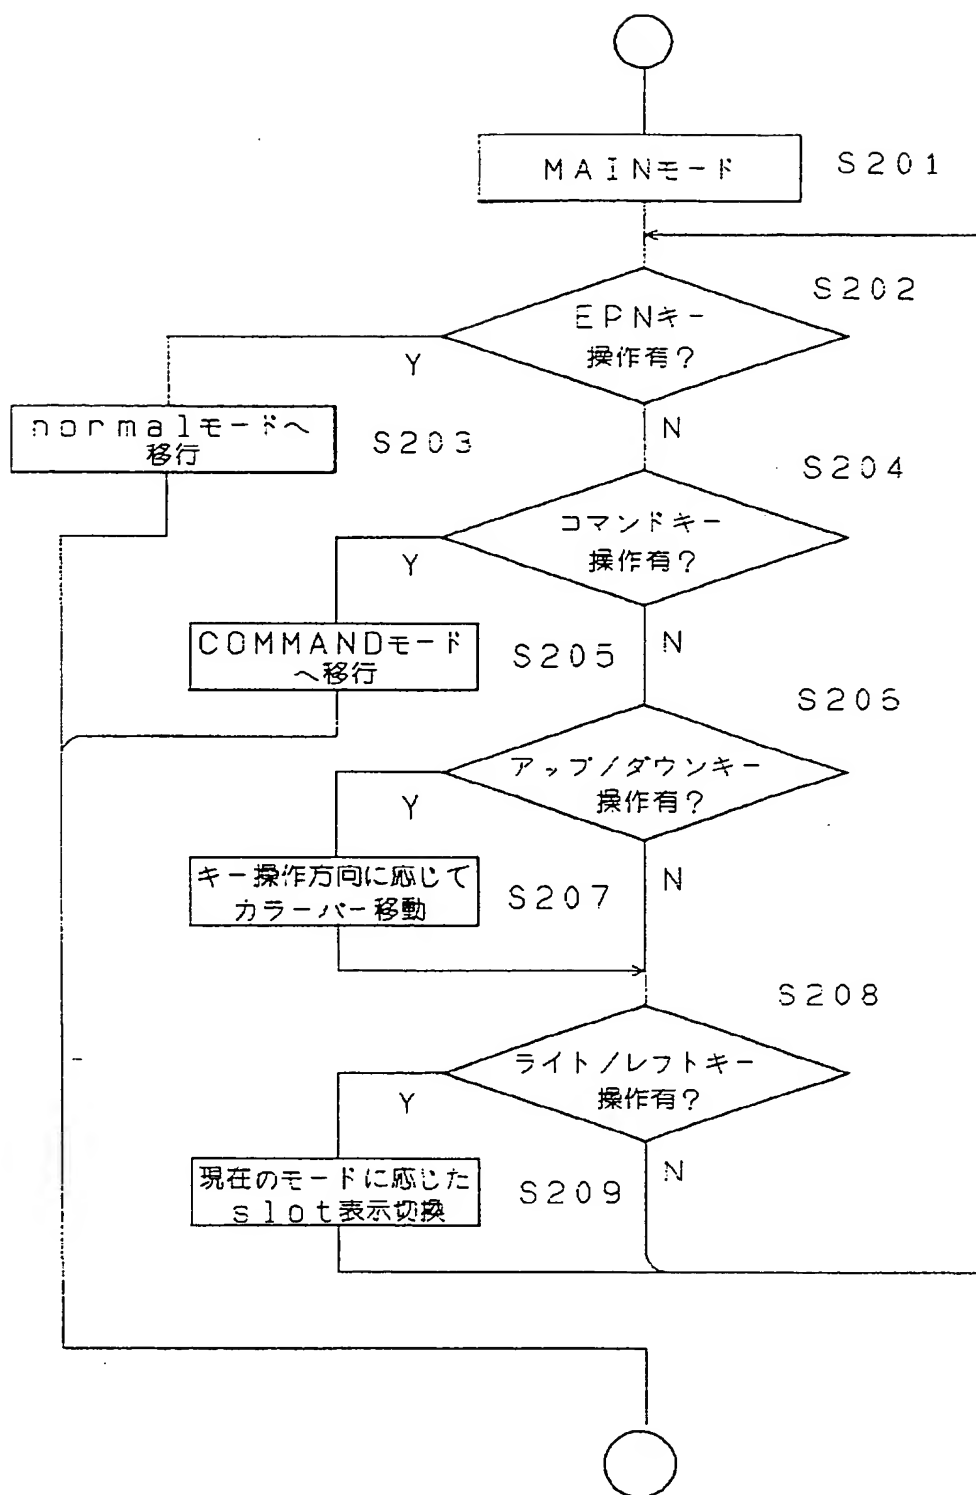 MAINモード
S201
S202
EPNキー
操作有?
Y
N
normalモードへ
移行
S203
S204
コマンドキー
操作有?
Y
N
COMMANDモード
へ移行
S205
S206
アップ/ダウンキー
操作有?
Y
N
キー操作方向に応じて
カラーバー移動
S207
S208
ライト/レフトキー
操作有?
Y
N
現在のモードに応じた
slot表示切換
S209